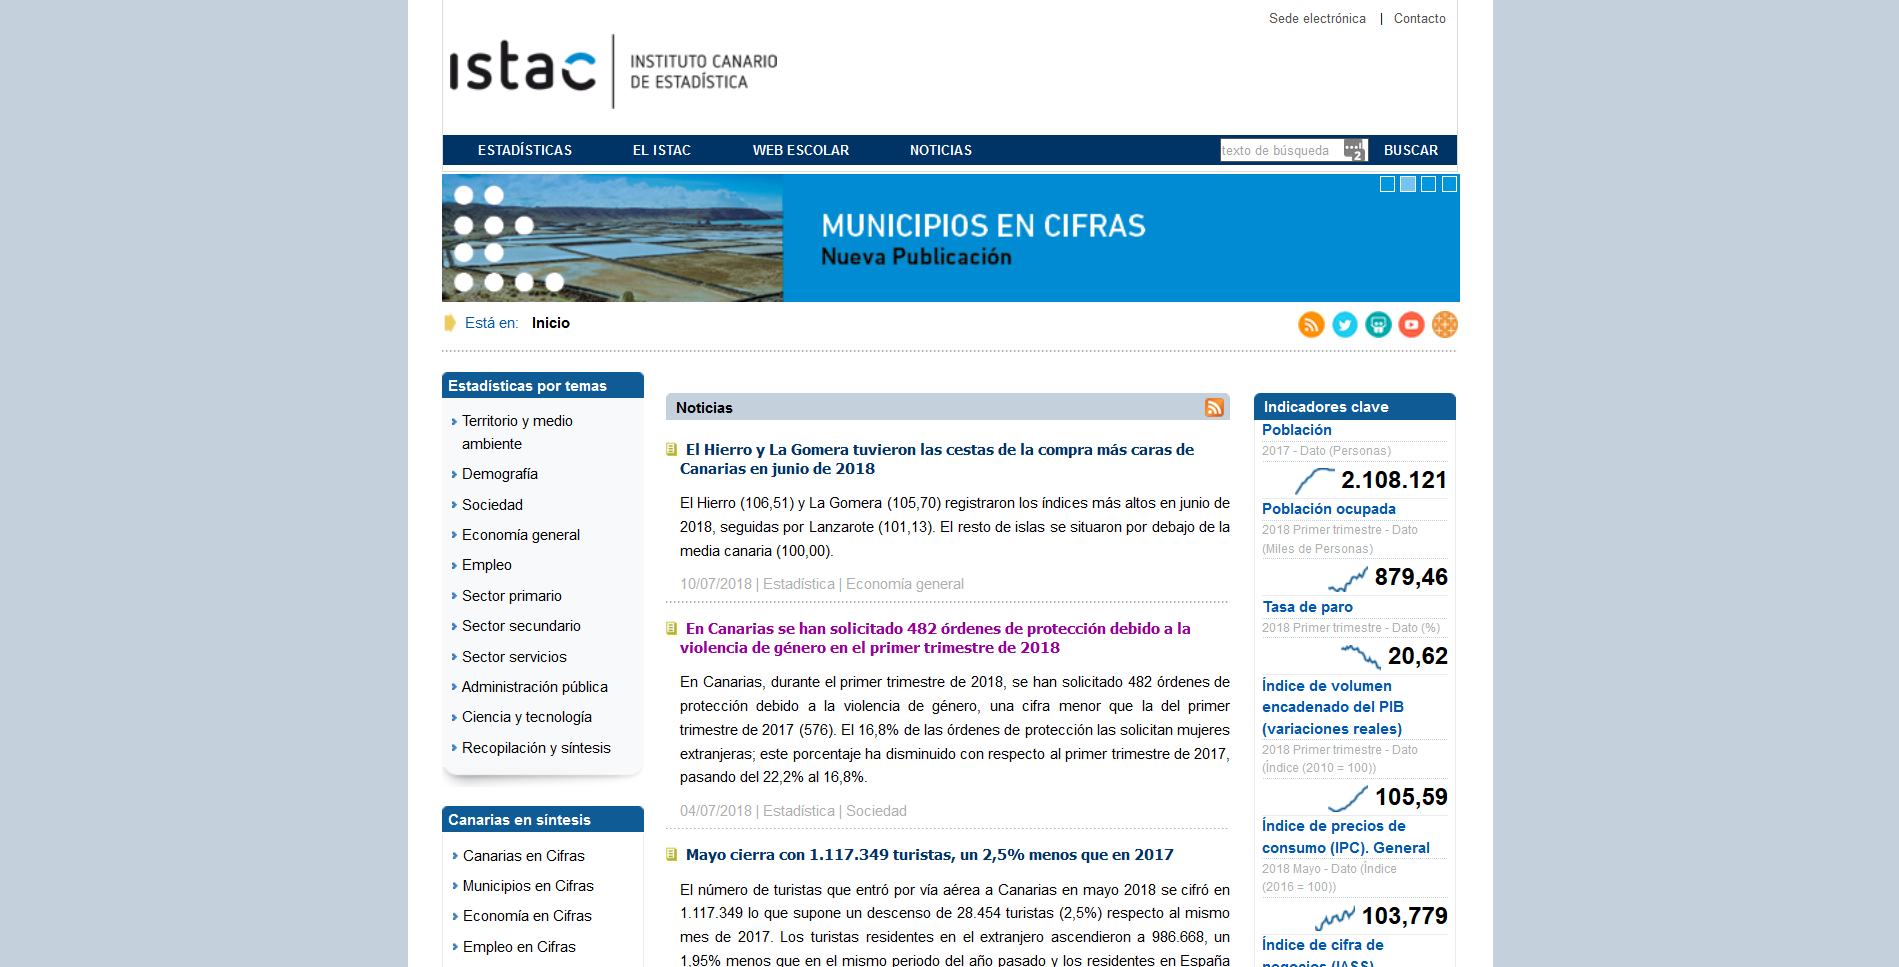 Sede electrónica | Contacto
istac
INSTITUTO CANARIO
DE ESTADÍSTICA
ESTADÍSTICAS
EL ISTAC
WEB ESCOLAR
NOTICIAS
texto de búsqueda
2
BUSCAR
MUNICIPIOS EN CIFRAS
Nueva Publicación
Está en: Inicio
Estadísticas por temas
Territorio y medio
ambiente
Demografía
Sociedad
Economía general
Empleo
Sector primario
Sector secundario
Sector servicios
Administración pública
Ciencia y tecnología
Recopilación y síntesis
Canarias en síntesis
Canarias en Cifras
Municipios en Cifras
Economía en Cifras
Empleo en Cifras
Noticias
El Hierro y La Gomera tuvieron las cestas de la compra más caras de
Canarias en junio de 2018
El Hierro (106,51) y La Gomera (105,70) registraron los índices más altos en junio de
2018, seguidas por Lanzarote (101,13). El resto de islas se situaron por debajo de la
media canaria (100,00).
10/07/2018 | Estadística | Economía general
En Canarias se han solicitado 482 órdenes de protección debido a la
violencia de género en el primer trimestre de 2018
En Canarias, durante el primer trimestre de 2018, se han solicitado 482 órdenes de
protección debido a la violencia de género, una cifra menor que la del primer
trimestre de 2017 (576). El 16,8% de las órdenes de protección las solicitan mujeres
extranjeras; este porcentaje ha disminuido con respecto al primer trimestre de 2017,
pasando del 22,2% al 16,8%.
04/07/2018 | Estadística | Sociedad
Mayo cierra con 1.117.349 turistas, un 2,5% menos que en 2017
El número de turistas que entró por vía aérea a Canarias en mayo 2018 se cifró en
1.117.349 lo que supone un descenso de 28.454 turistas (2,5%) respecto al mismo
mes de 2017. Los turistas residentes en el extranjero ascendieron a 986.668, un
1,95% menos que en el mismo periodo del año pasado y los residentes en España
Indicadores clave
Población
2017 - Dato (Personas)
2.108.121
Población ocupada
2018 Primer trimestre - Dato
(Miles de Personas)
879,46
Tasa de paro
2018 Primer trimestre - Dato (%)
20,62
Índice de volumen
encadenado del PIB
(variaciones reales)
2018 Primer trimestre - Dato
(Índice (2010 = 100))
105,59
Índice de precios de
consumo (IPC). General
2018 Mayo - Dato (Índice
(2016 = 100))
103,779
Índice de cifra de
negocios (IASS)